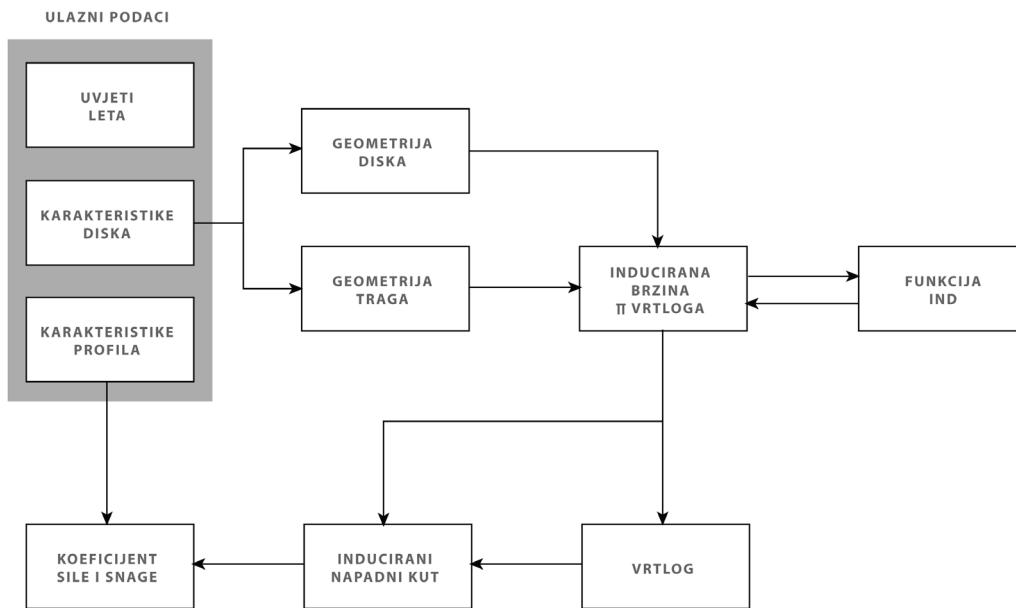 ULAZNI PODACI
UVJETI
LETA
KARAKTERISTIKE
DISKA
KARAKTERISTIKE
PROFILA
GEOMETRIJA
DISKA
GEOMETRIJA
TRAGA
INDUCIRANA
BRZINA
π VRTLOGA
FUNKCIJA
IND
KOEFICIJENT
SILE I SNAGE
INDUCIRANI
NAPADNI KUT
VRTLOG